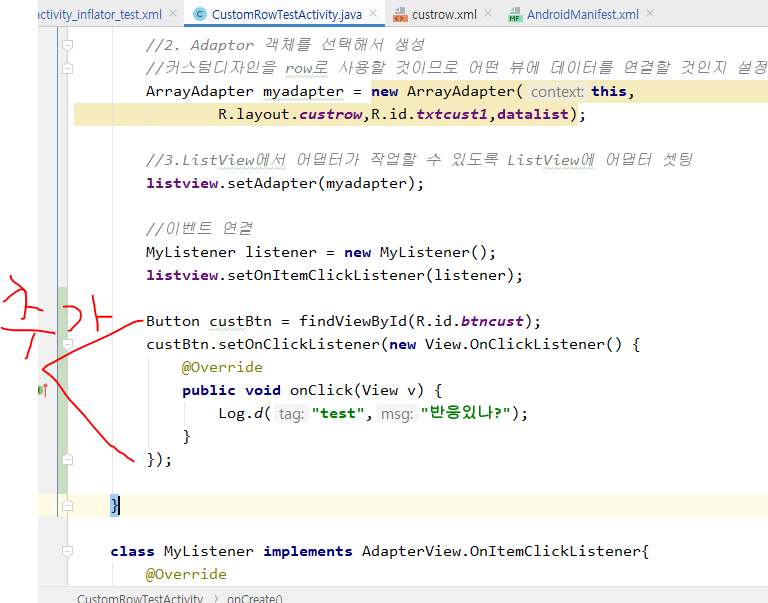 activity_inflator_test.xml CustomRowTestActivity.java custrow.xml AndroidManifest.xml
//2. Adaptor 객체를 선택해서 생성
//커스텀디자인을 row로 사용할 것이므로 어떤 뷰에 데이터를 연결할 것인지 설정
ArrayAdapter myadapter = new ArrayAdapter( context: this,
R.layout.custrow,R.id.txtcust1,datalist);
//3.ListView에서 어댑터가 작업할 수 있도록 ListView에 어댑터 셋팅
listview.setAdapter(myadapter);
//이벤트 연결
MyListener listener = new MyListener();
listview.setOnItemClickListener(listener);
추가
Button custBtn = findViewById(R.id.btncust);
custBtn.setOnClickListener(new View.OnClickListener() {
@Override
public void onClick(View v) {
Log.d( tag: "test", msg: "반응있나?");
}
});
}
class MyListener implements AdapterView.OnItemClickListener{
@Override
CustomRowTestActivity > onCreate()